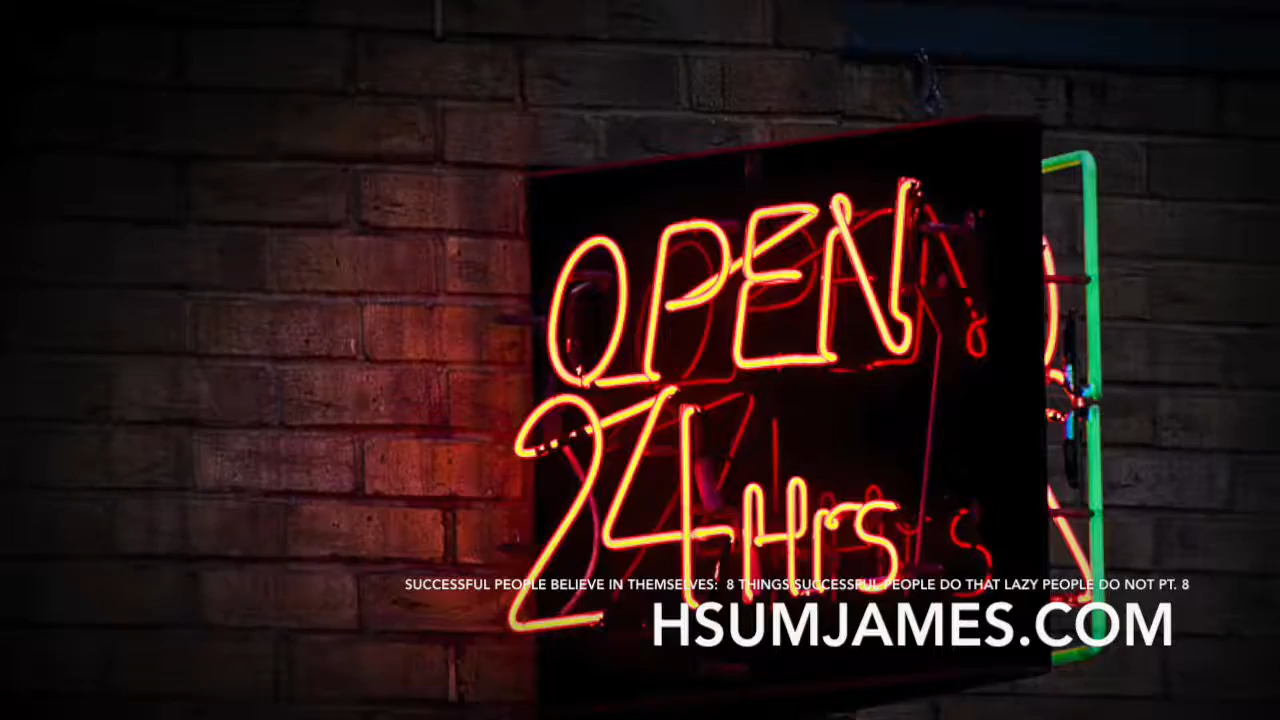 OPEN
24 Hrs
SUCCESSFUL PEOPLE BELIEVE IN THEMSELVES: 8 THINGS SUCCESSFUL PEOPLE DO THAT LAZY PEOPLE DO NOT PT. 8
HSUMJAMES.COM